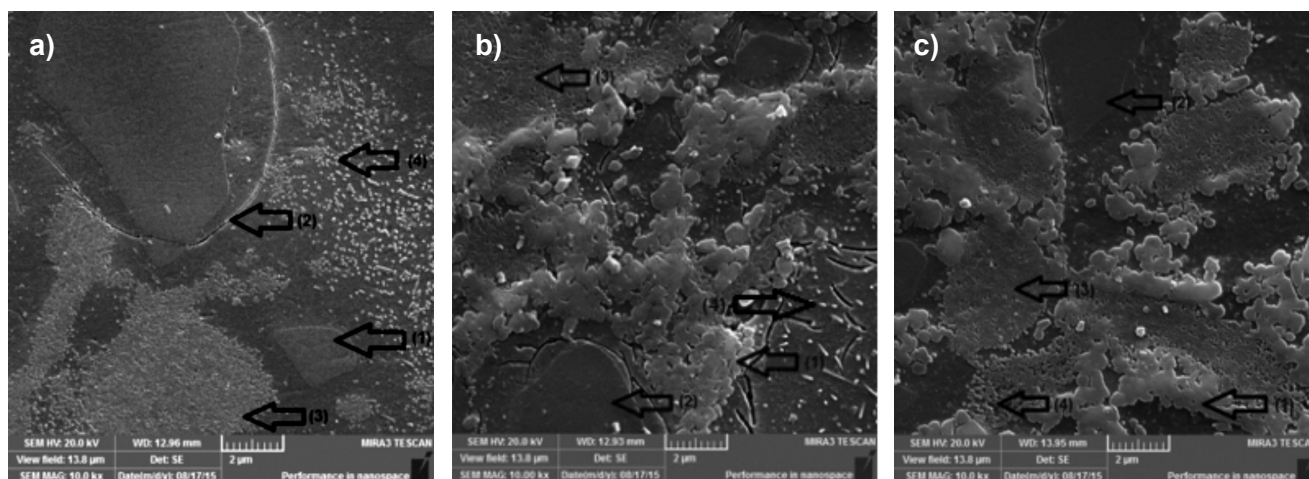 a)
(4)
(2)
(1)
(3)
SEM HV: 20.0 kV WD: 12.96 mm MIRA3 TESCAN
View field: 13.8 µm Det: SE 2 µm
SEM MAG: 10.0 kx Date(m/d/y): 08/17/15 Performance in nanospace
b)
(3)
(4)
(1)
(2)
SEM HV: 20.0 kV WD: 12.93 mm MIRA3 TESCAN
View field: 13.8 µm Det: SE 2 µm
SEM MAG: 10.00 kx Date(m/d/y): 08/17/15 Performance in nanospace
c)
(2)
(3)
(4)
(1)
SEM HV: 20.0 kV WD: 13.95 mm MIRA3 TESCAN
View field: 13.8 µm Det: SE 2 µm
SEM MAG: 10.0 kx Date(m/d/y): 08/17/15 Performance in nanospace